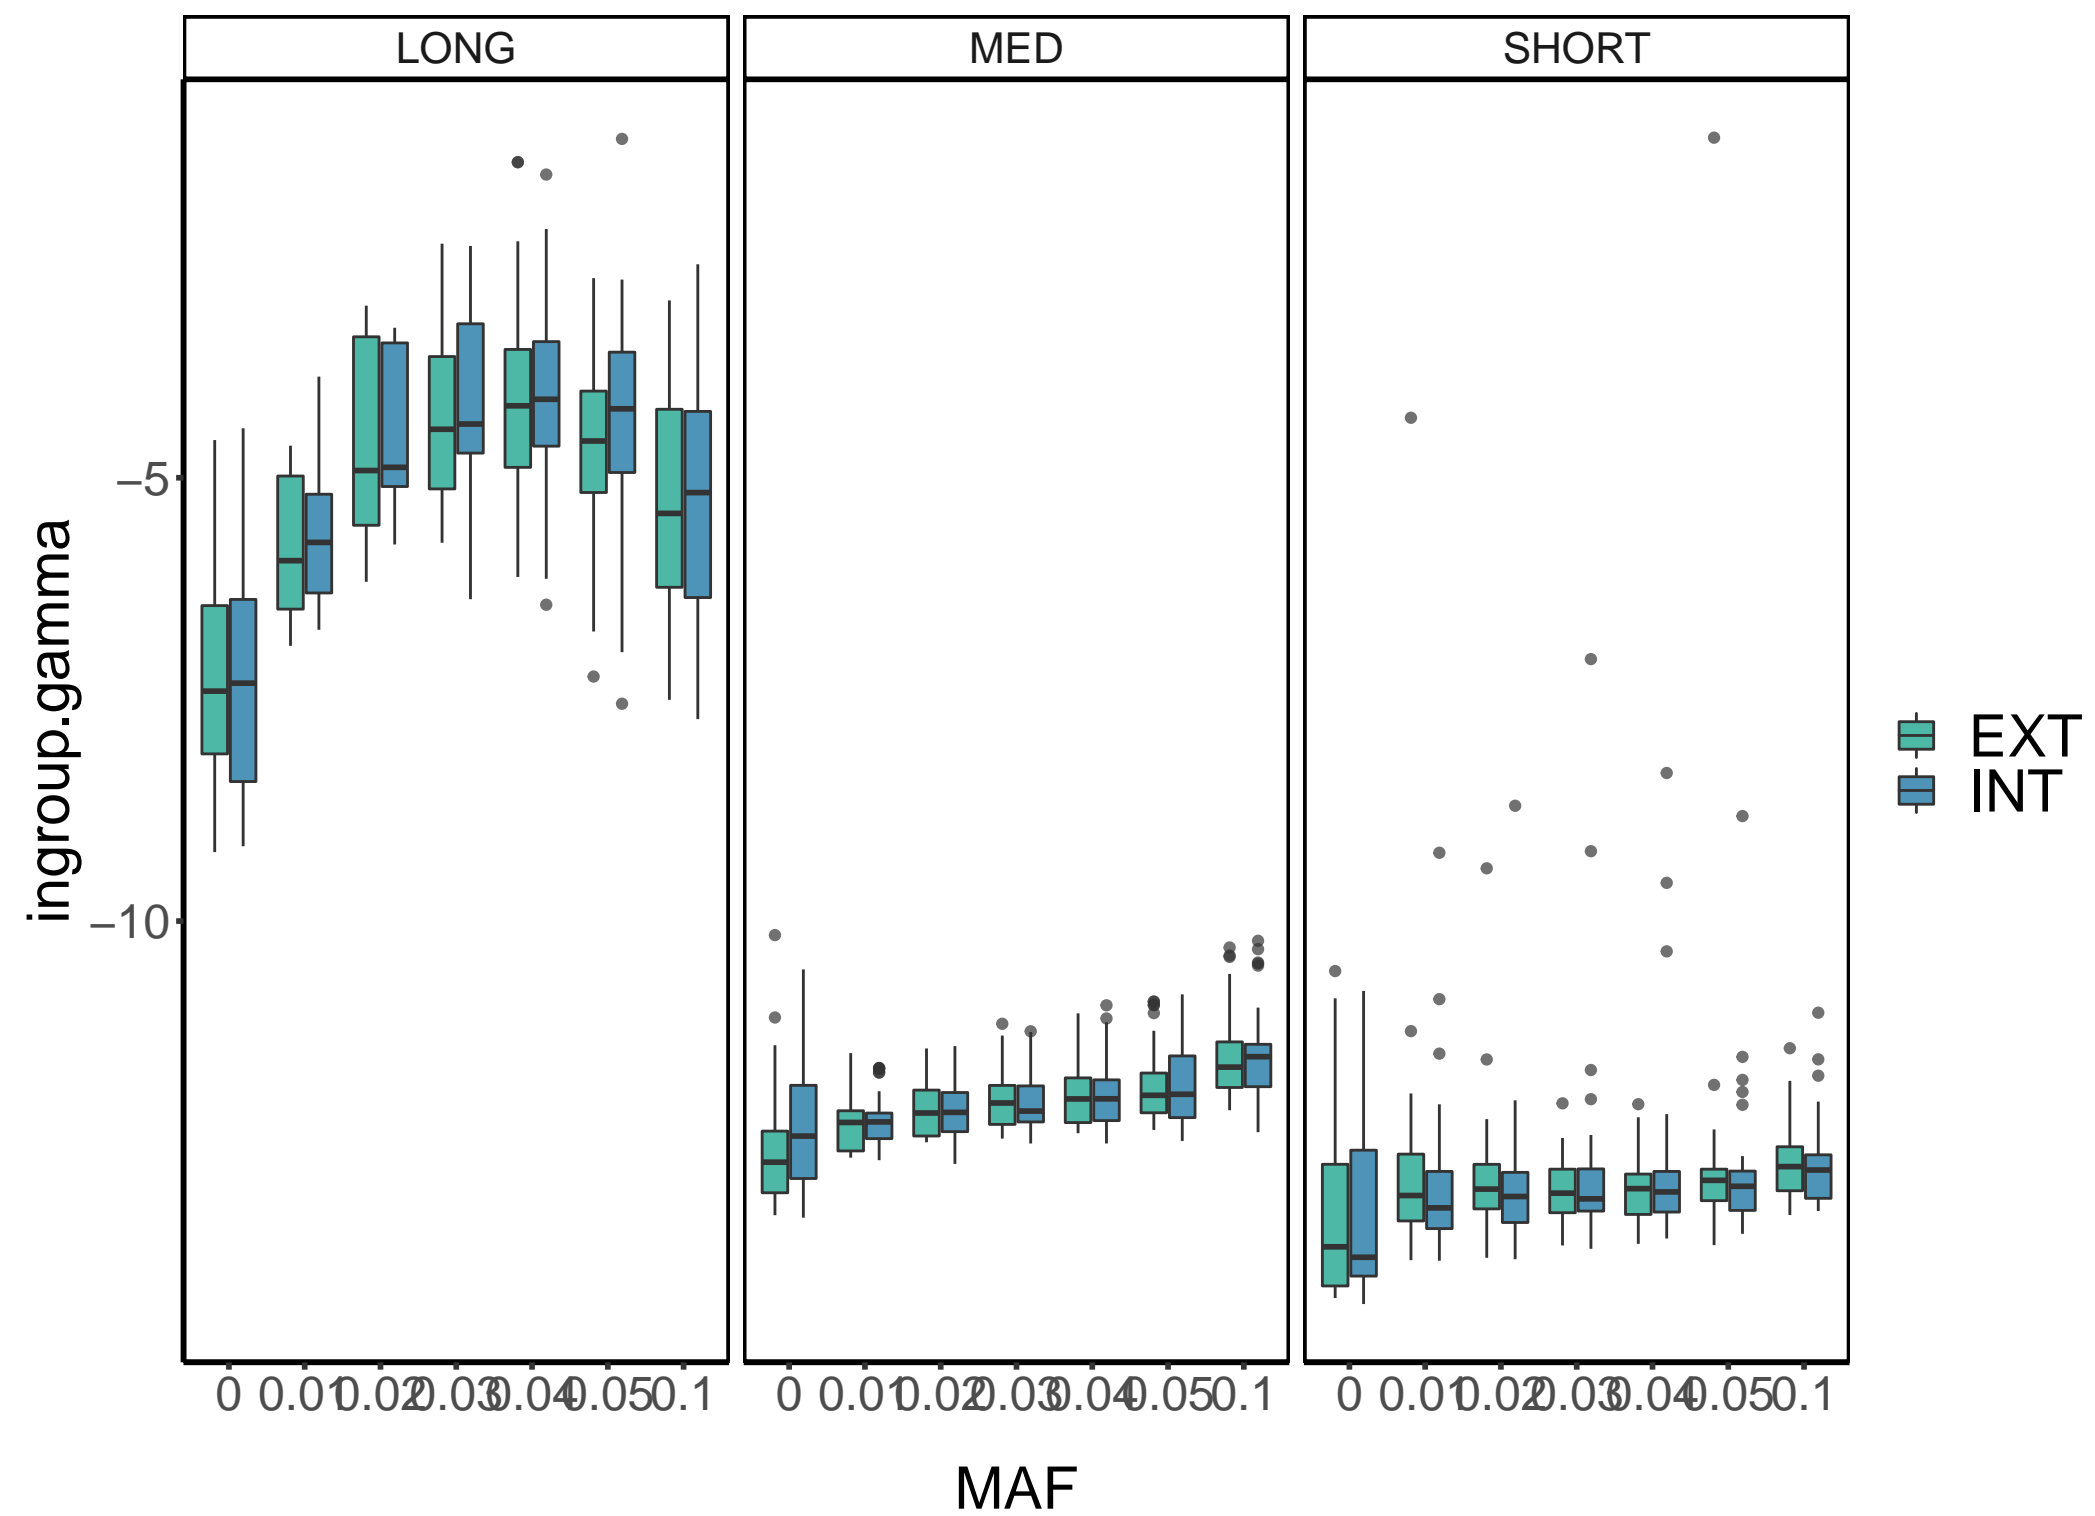 LONG MED SHORT
ingroup.gamma
−5
−10
EXT
INT
0 0.01 0.02 0.03 0.04 0.05 0.1 0 0.01 0.02 0.03 0.04 0.05 0.1 0 0.01 0.02 0.03 0.04 0.05 0.1
MAF